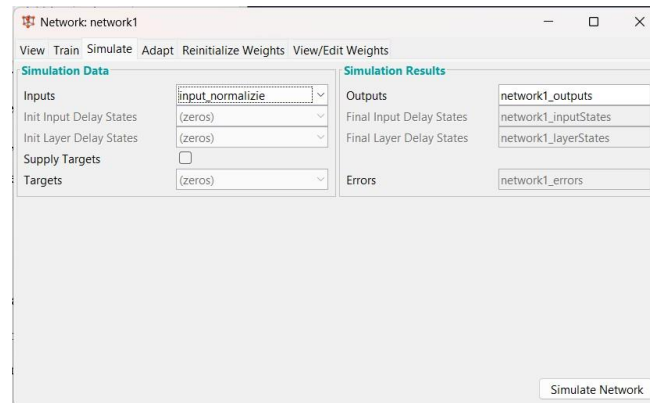 Network: network1
View Train Simulate Adapt Reinitialize Weights View/Edit Weights
Simulation Data
Inputs input_normalizie
Init Input Delay States (zeros)
Init Layer Delay States (zeros)
Supply Targets
Targets (zeros)
Simulation Results
Outputs network1_outputs
Final Input Delay States network1_inputStates
Final Layer Delay States network1_layerStates
Errors network1_errors
Simulate Network